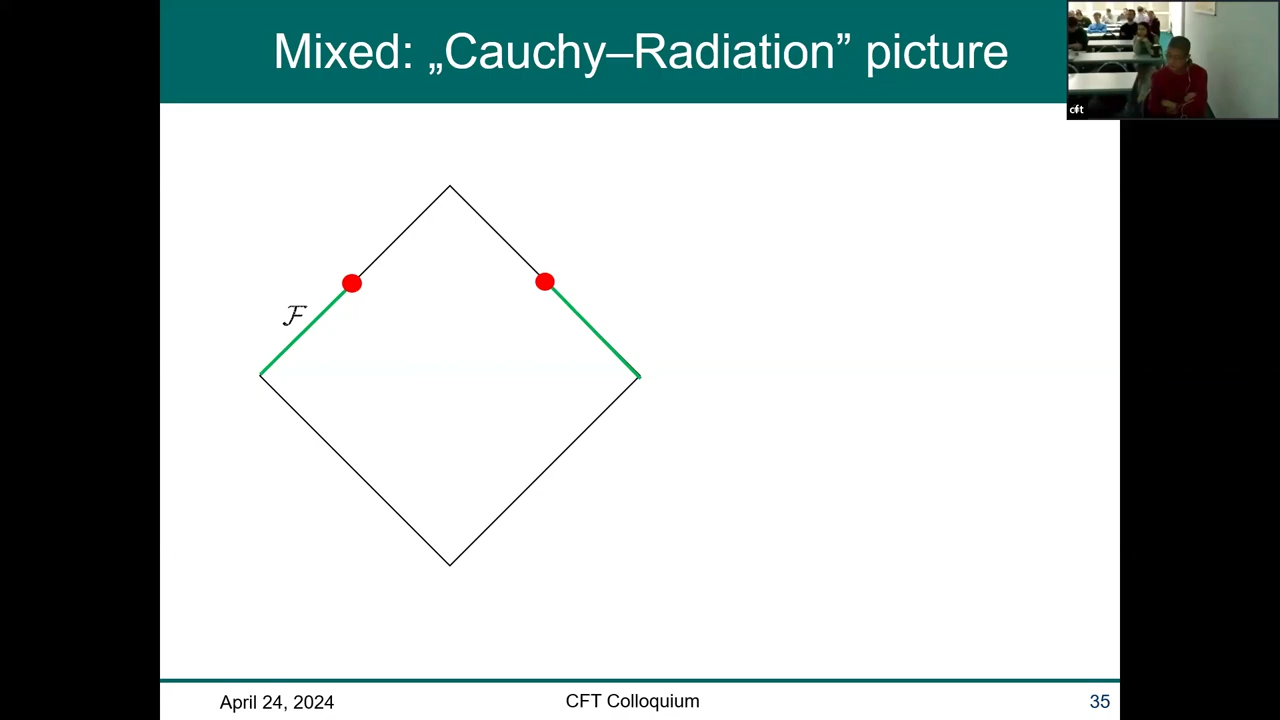 Mixed: „Cauchy–Radiation” picture
cft
ℱ
April 24, 2024
CFT Colloquium
35